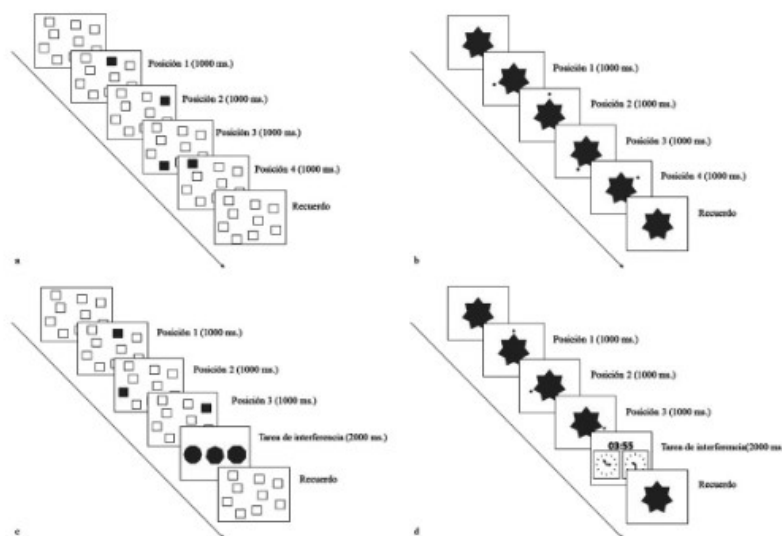 Posición 1 (1000 ms.)
Posición 2 (1000 ms.)
Posición 3 (1000 ms.)
Posición 4 (1000 ms.)
Recuerdo
a
Posición 1 (1000 ms.)
Posición 2 (1000 ms.)
Posición 3 (1000 ms.)
Posición 4 (1000 ms.)
Recuerdo
b
Posición 1 (1000 ms.)
Posición 2 (1000 ms.)
Posición 3 (1000 ms.)
Tarea de interferencia (2000 ms.)
Recuerdo
c
Posición 1 (1000 ms.)
Posición 2 (1000 ms.)
Posición 3 (1000 ms.)
03:55
Tarea de interferencia(2000 ms
Recuerdo
d